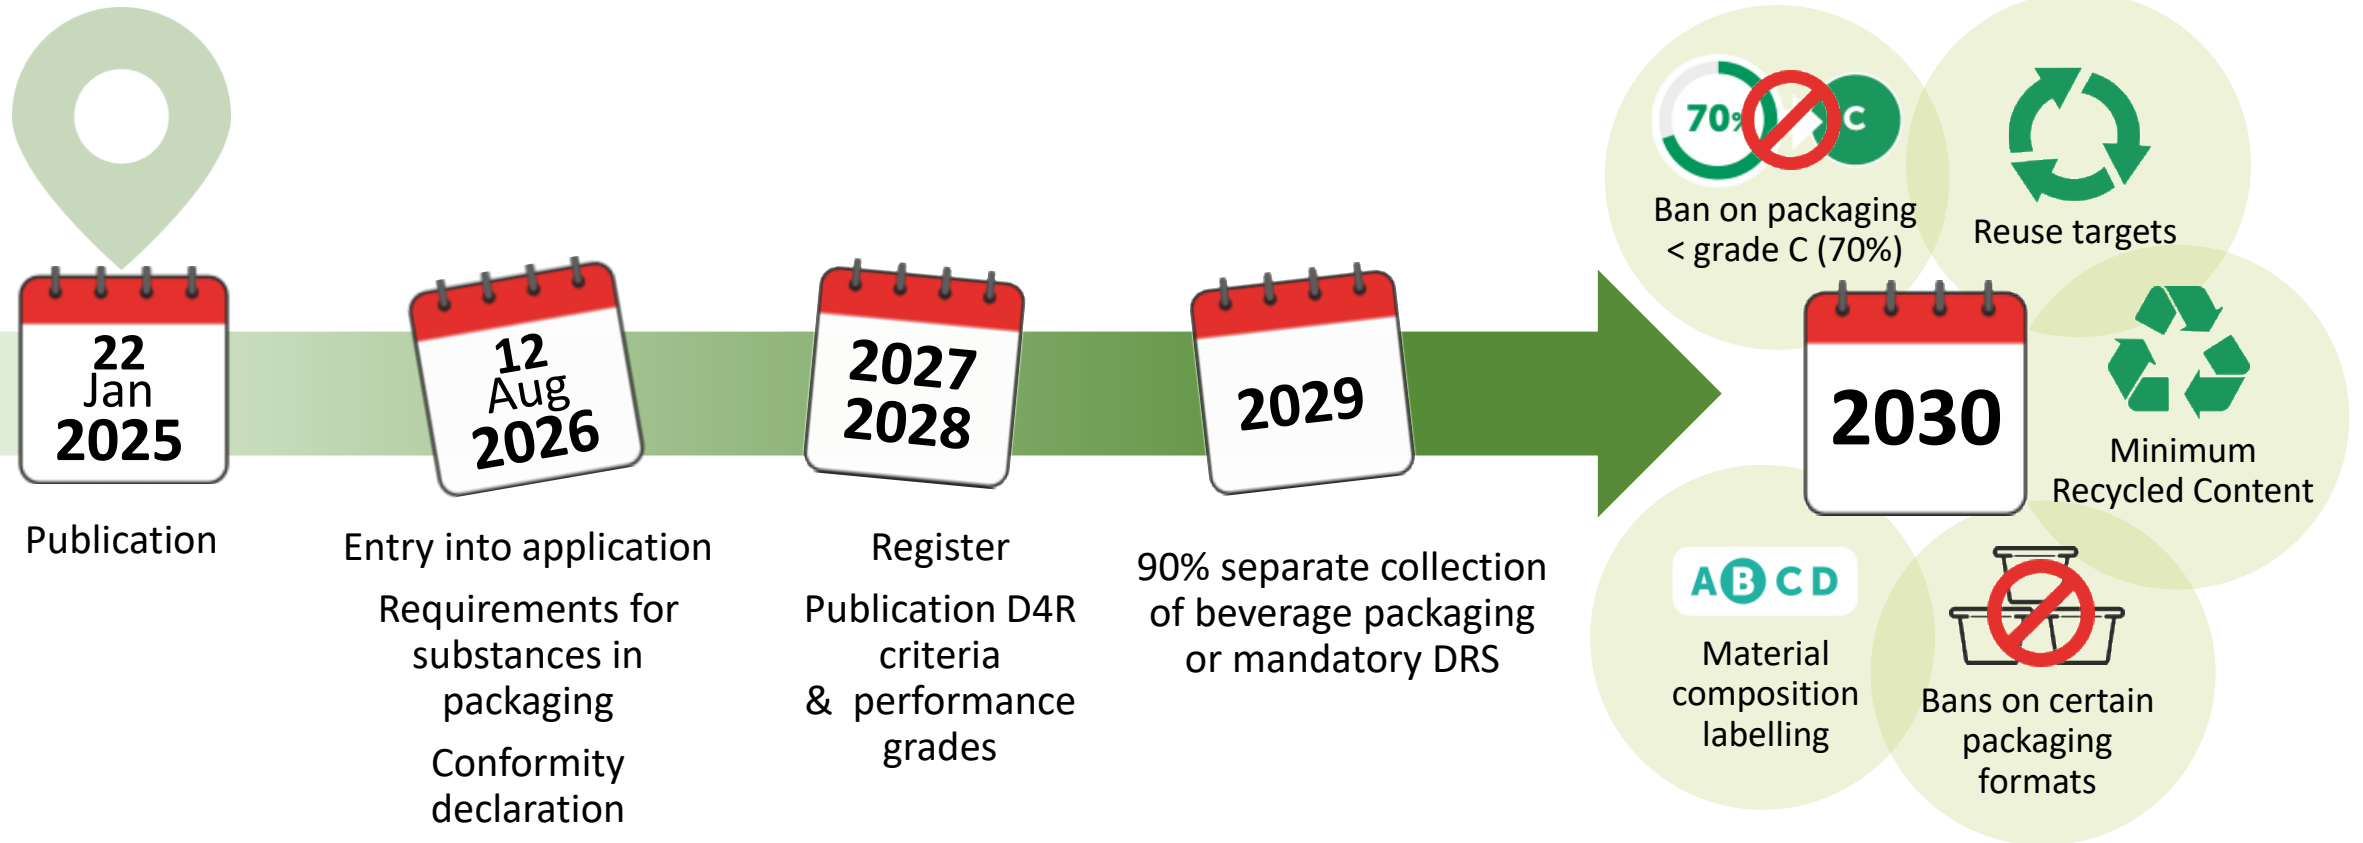 22
Jan
2025
Publication
12
Aug
2026
Entry into application
Requirements for
substances in
packaging
Conformity
declaration
2027
2028
Register
Publication D4R
criteria
& performance
grades
2029
90% separate collection
of beverage packaging
or mandatory DRS
2030
70%
C
Ban on packaging
< grade C (70%)
Reuse targets
Minimum
Recycled Content
A B C D
Material
composition
labelling
Bans on certain
packaging
formats